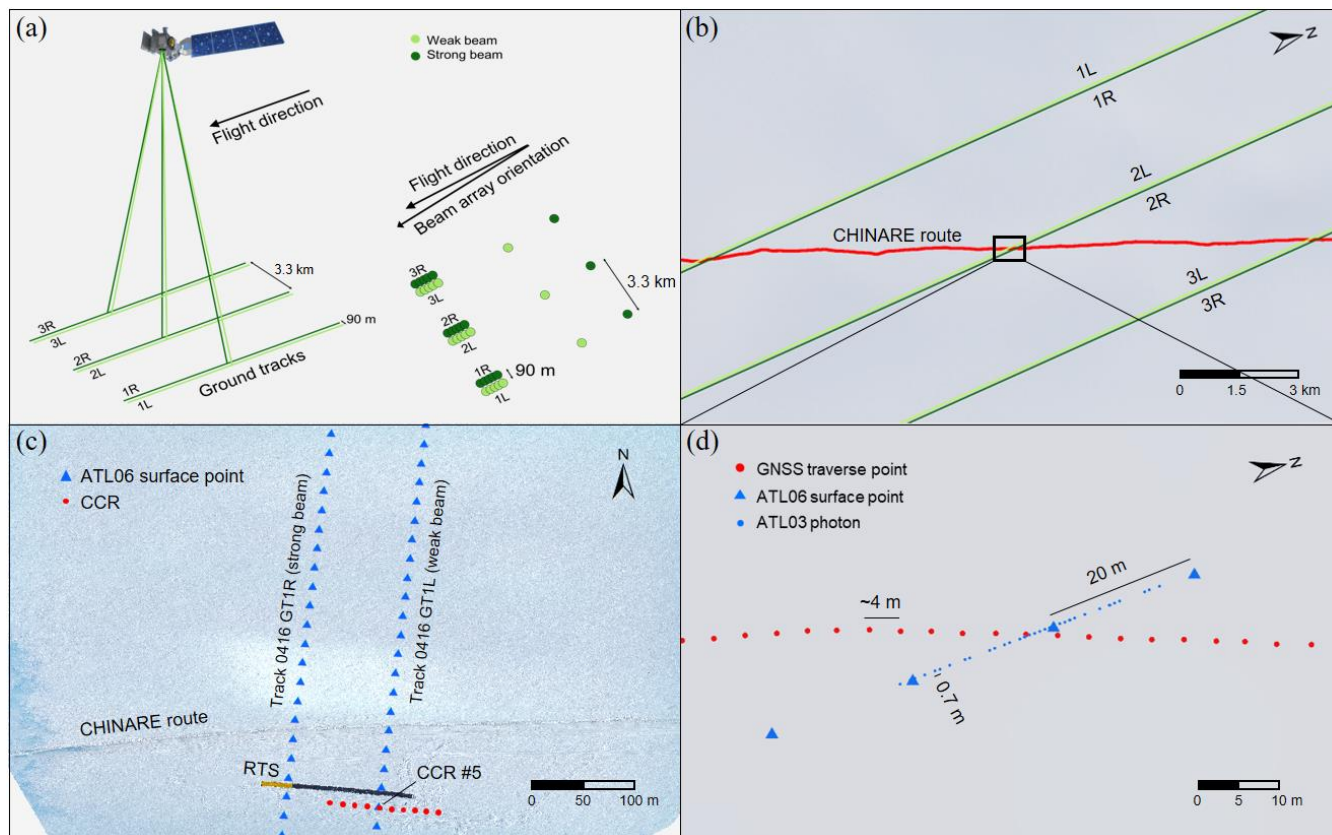 (a)
Weak beam
Strong beam
Flight direction
Flight direction
Beam array orientation
3.3 km
3R
3L
2R
2L
1R
1L
90 m
Ground tracks
3R
3L
2R
2L
1R
1L
90 m
3.3 km
(b)
N
1L
1R
2L
2R
CHINARE route
3L
3R
0 1.5 3 km
(c)
ATL06 surface point
CCR
N
Track 0416 GT1R (strong beam)
Track 0416 GT1L (weak beam)
CHINARE route
RTS
CCR #5
0 50 100 m
(d)
GNSS traverse point
ATL06 surface point
ATL03 photon
N
20 m
~4 m
0.7 m
0 5 10 m